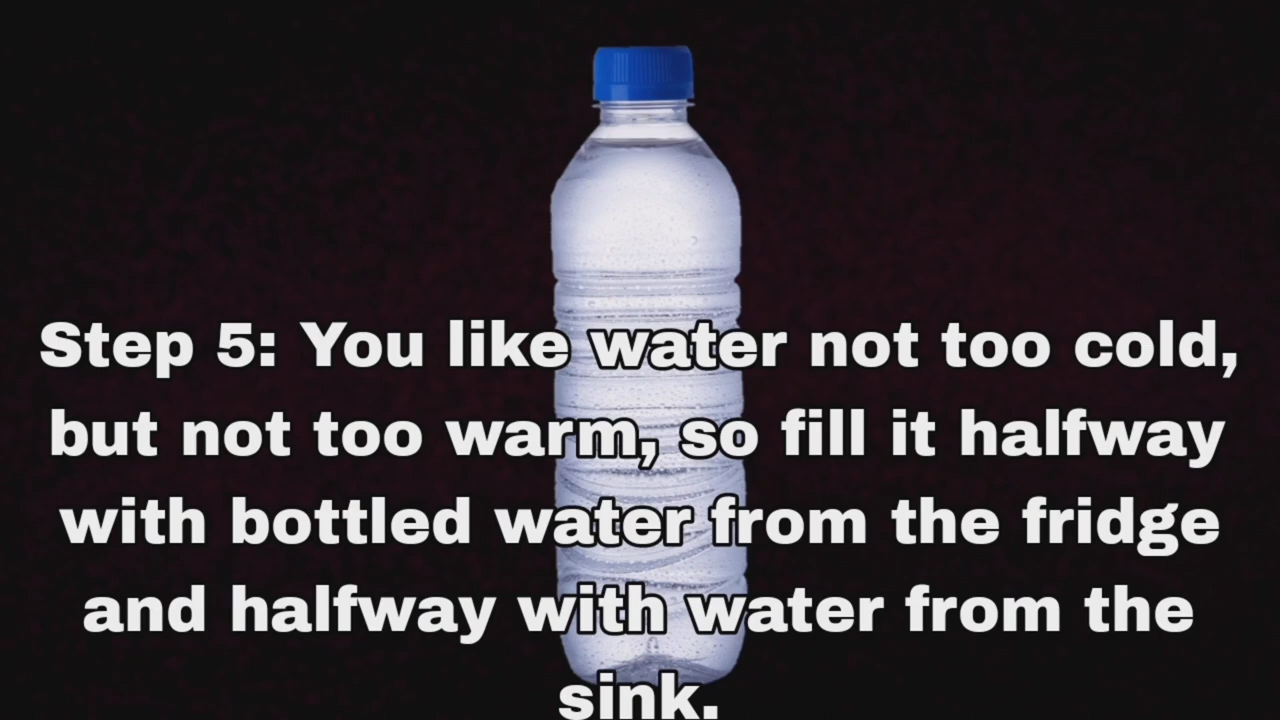 Step 5: You like water not too cold,
but not too warm, so fill it halfway
with bottled water from the fridge
and halfway with water from the
sink.